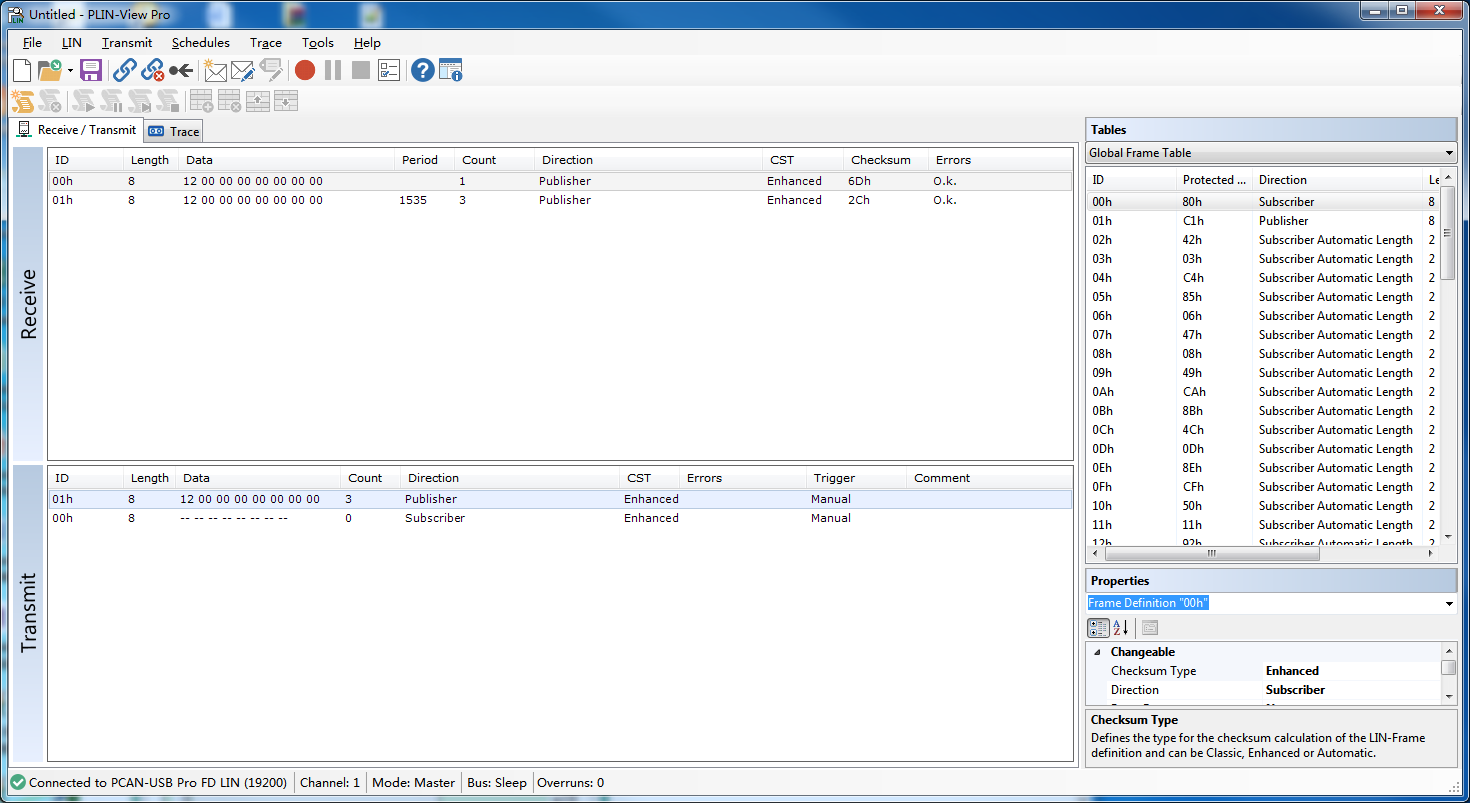 Untitled - PLIN-View Pro
File LIN Transmit Schedules Trace Tools Help
Receive / Transmit Trace
Receive
ID Length Data Period Count Direction CST Checksum Errors
00h 8 12 00 00 00 00 00 00 00 1 Publisher Enhanced 6Dh O.k.
01h 8 12 00 00 00 00 00 00 00 1535 3 Publisher Enhanced 2Ch O.k.
Transmit
ID Length Data Count Direction CST Errors Trigger Comment
01h 8 12 00 00 00 00 00 00 00 3 Publisher Enhanced Manual
00h 8 -- -- -- -- -- -- -- -- 0 Subscriber Enhanced Manual
Tables
Global Frame Table
ID Protected ... Direction Le
00h 80h Subscriber 8
01h C1h Publisher 8
02h 42h Subscriber Automatic Length 2
03h 03h Subscriber Automatic Length 2
04h C4h Subscriber Automatic Length 2
05h 85h Subscriber Automatic Length 2
06h 06h Subscriber Automatic Length 2
07h 47h Subscriber Automatic Length 2
08h 08h Subscriber Automatic Length 2
09h 49h Subscriber Automatic Length 2
0Ah CAh Subscriber Automatic Length 2
0Bh 8Bh Subscriber Automatic Length 2
0Ch 4Ch Subscriber Automatic Length 2
0Dh 0Dh Subscriber Automatic Length 2
0Eh 8Eh Subscriber Automatic Length 2
0Fh CFh Subscriber Automatic Length 2
10h 50h Subscriber Automatic Length 2
11h 11h Subscriber Automatic Length 2
12h 92h Subscriber Automatic Length 2
Properties
Frame Definition "00h"
Changeable
Checksum Type Enhanced
Direction Subscriber
Checksum Type
Defines the type for the checksum calculation of the LIN-Frame
definition and can be Classic, Enhanced or Automatic.
Connected to PCAN-USB Pro FD LIN (19200) Channel: 1 Mode: Master Bus: Sleep Overruns: 0